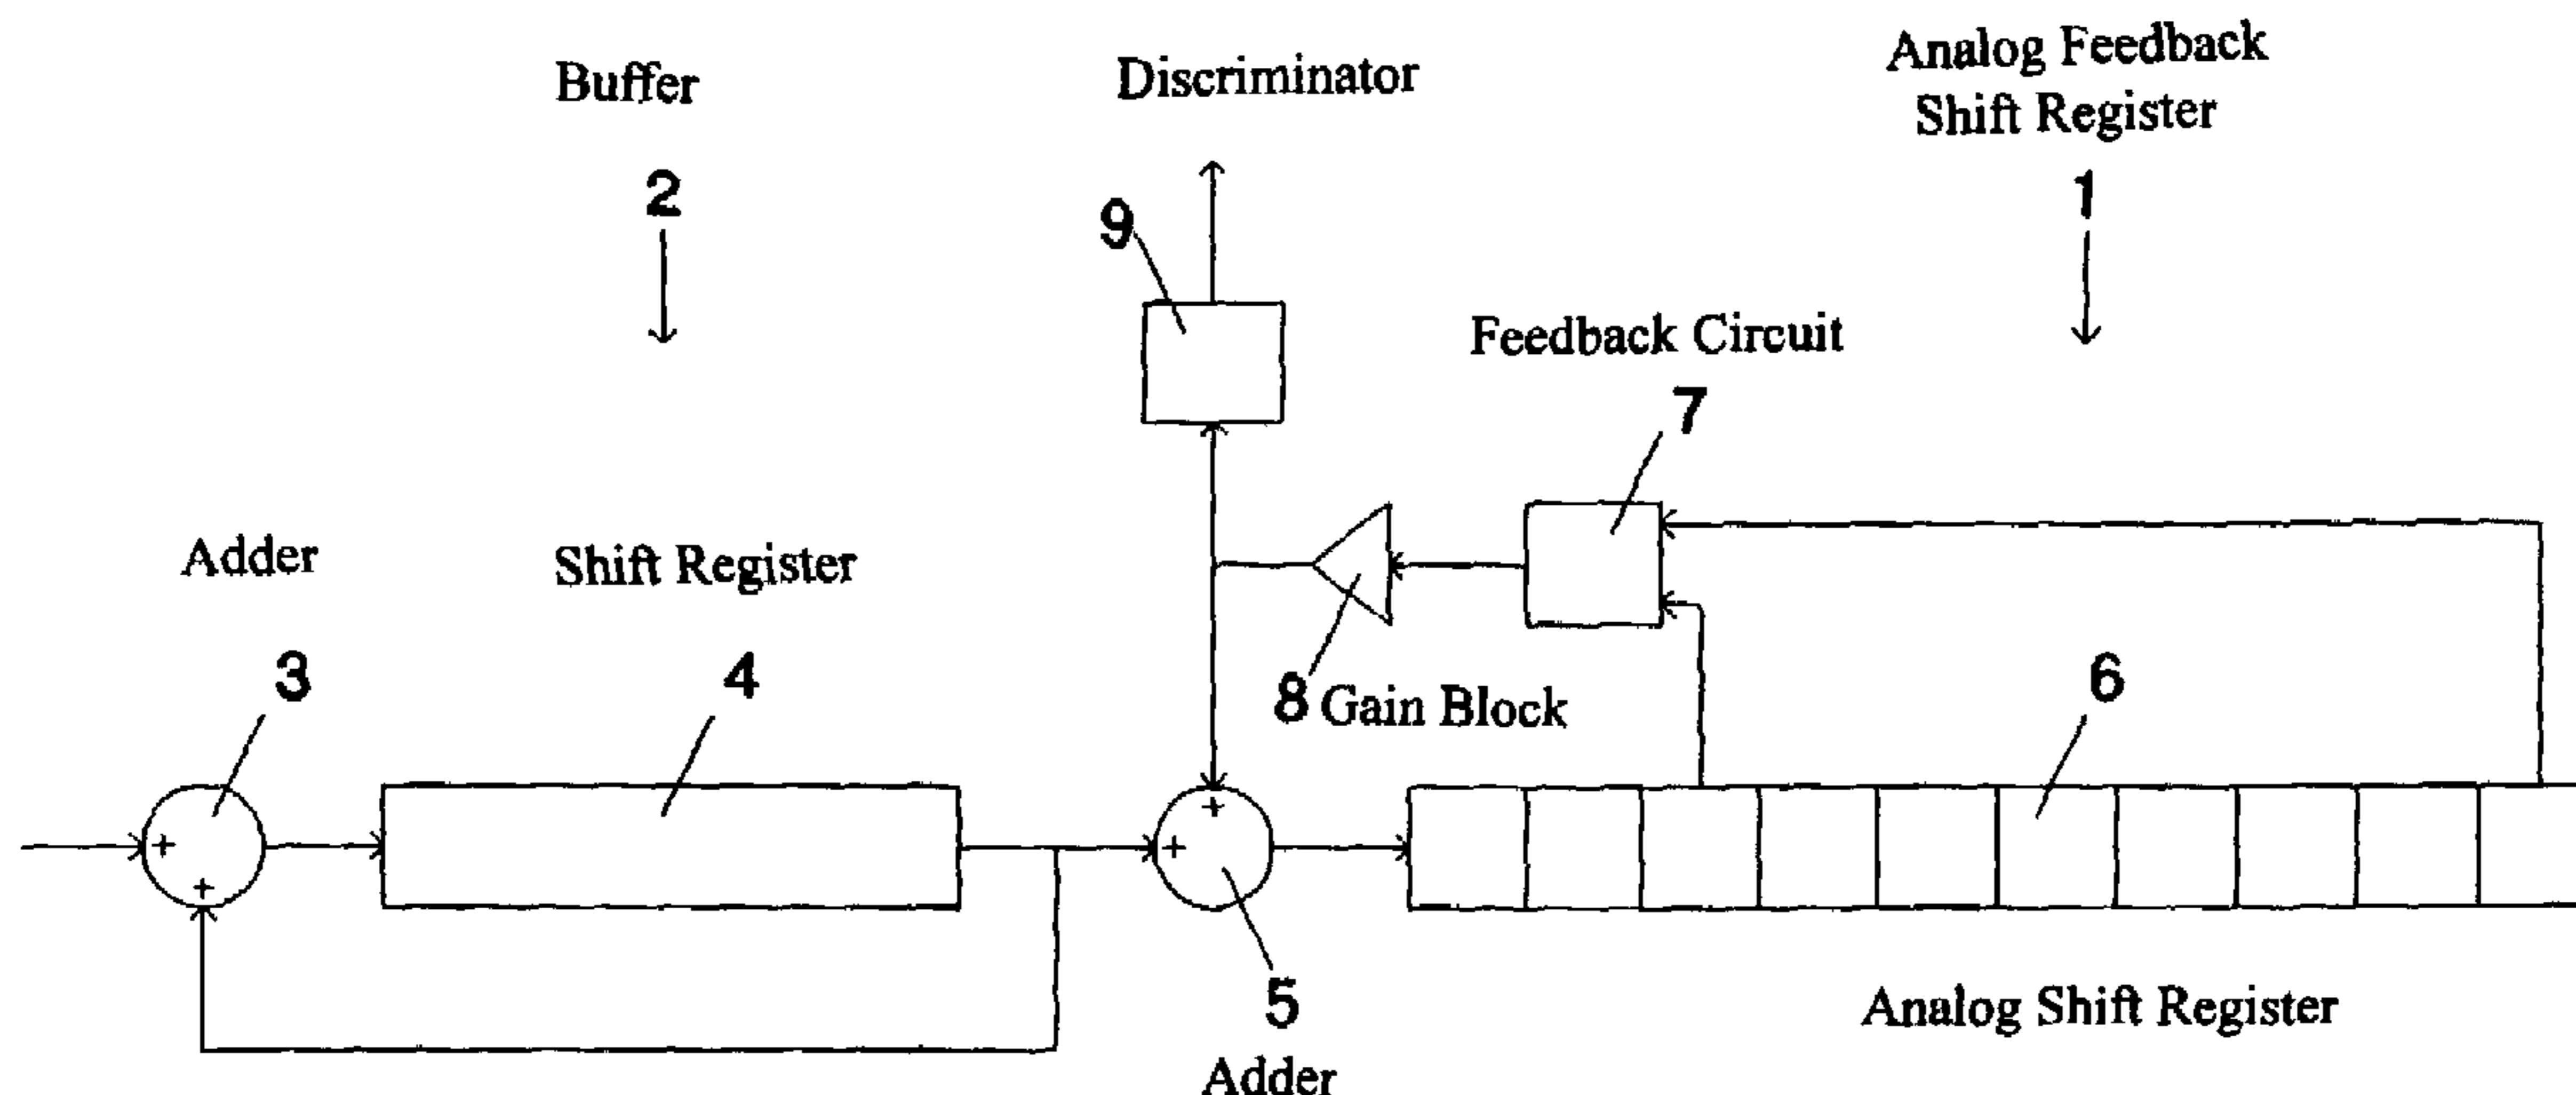 Buffer
2
Discriminator
Analog Feedback
Shift Register
1
9
Feedback Circuit
7
Adder
3
Shift Register
4
8 Gain Block
6
+
+
+
+
5
Adder
Analog Shift Register